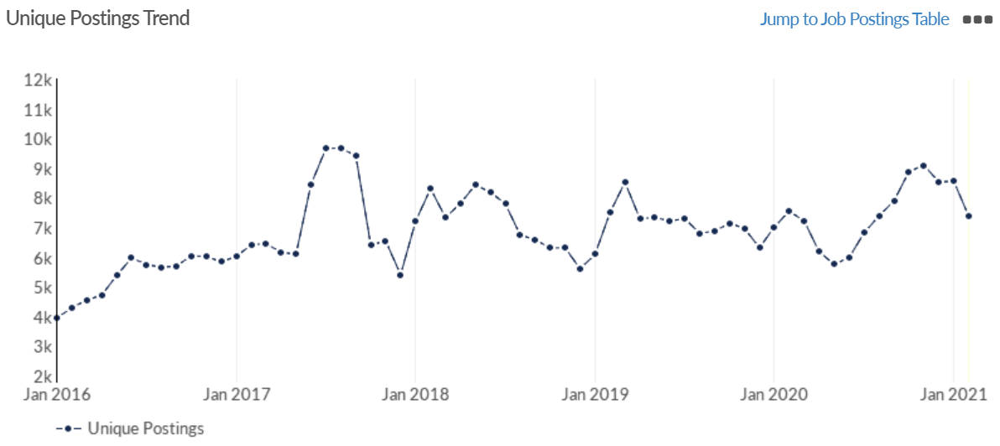 Unique Postings Trend
Jump to Job Postings Table
12k
11k
10k
9k
8k
7k
6k
5k
4k
3k
2k
Jan 2016 Jan 2017 Jan 2018 Jan 2019 Jan 2020 Jan 2021
Unique Postings